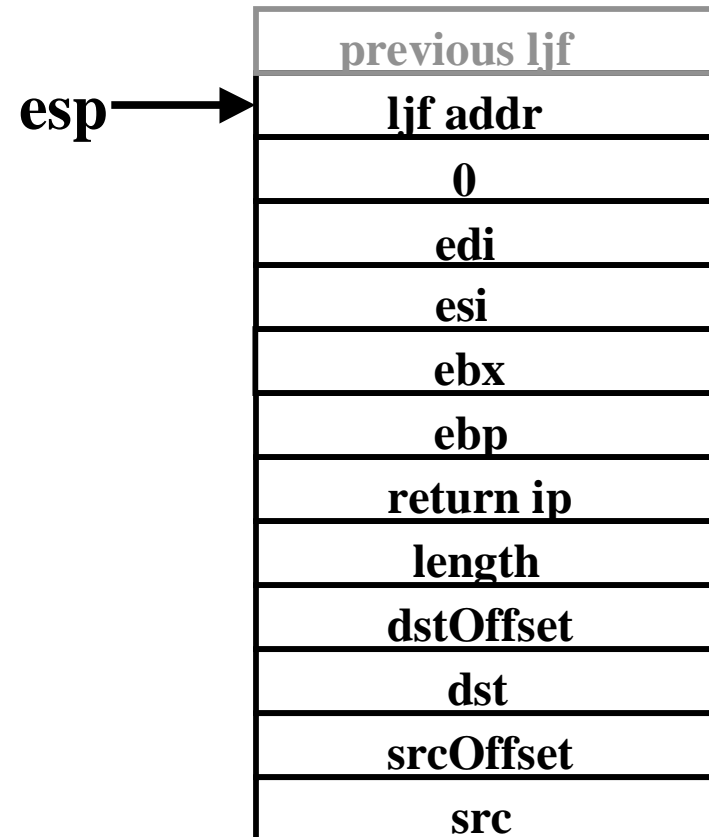 previous ljf
esp
ljf addr
0
edi
esi
ebx
ebp
return ip
length
dstOffset
dst
srcOffset
src